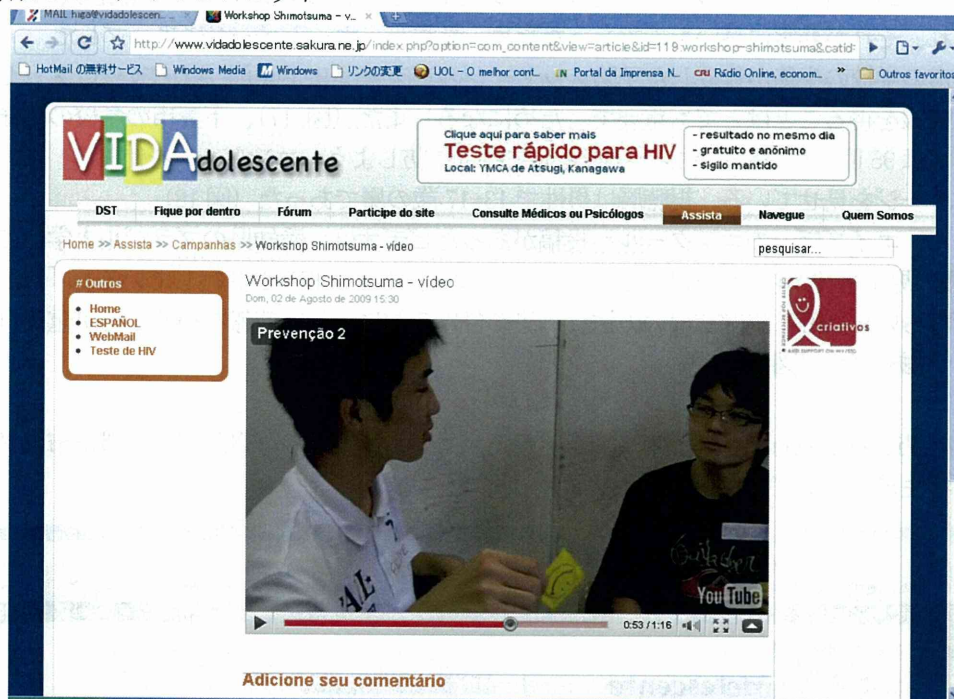 MAIL higa@vidadolescen...
Workshop Shimotsuma - v...
http://www.vidadolescente.sakura.ne.jp/index.php?option=com_content&view=article&id=119:workshop-shimotsuma&catid:
HotMail の無料サービス Windows Media Windows リンクの変更 UOL - O melhor cont... Portal da Imprensa N... Rádio Online, econom... » Outros favoritos
VIDAdolescente
Clique aqui para saber mais
Teste rápido para HIV
Local: YMCA de Atsugi, Kanagawa
- resultado no mesmo dia
- gratuito e anônimo
- sigilo mantido
DST Fique por dentro Fórum Participe do site Consulte Médicos ou Psicólogos Assista Navegue Quem Somos
Home >> Assista >> Campanhas >> Workshop Shimotsuma - vídeo
pesquisar...
# Outros
Home
ESPAÑOL
WebMail
Teste de HIV
Workshop Shimotsuma - vídeo
Dom, 02 de Agosto de 2009 15:30
Prevenção 2
criativos
YouTube
0:53 / 1:16
Adicione seu comentário